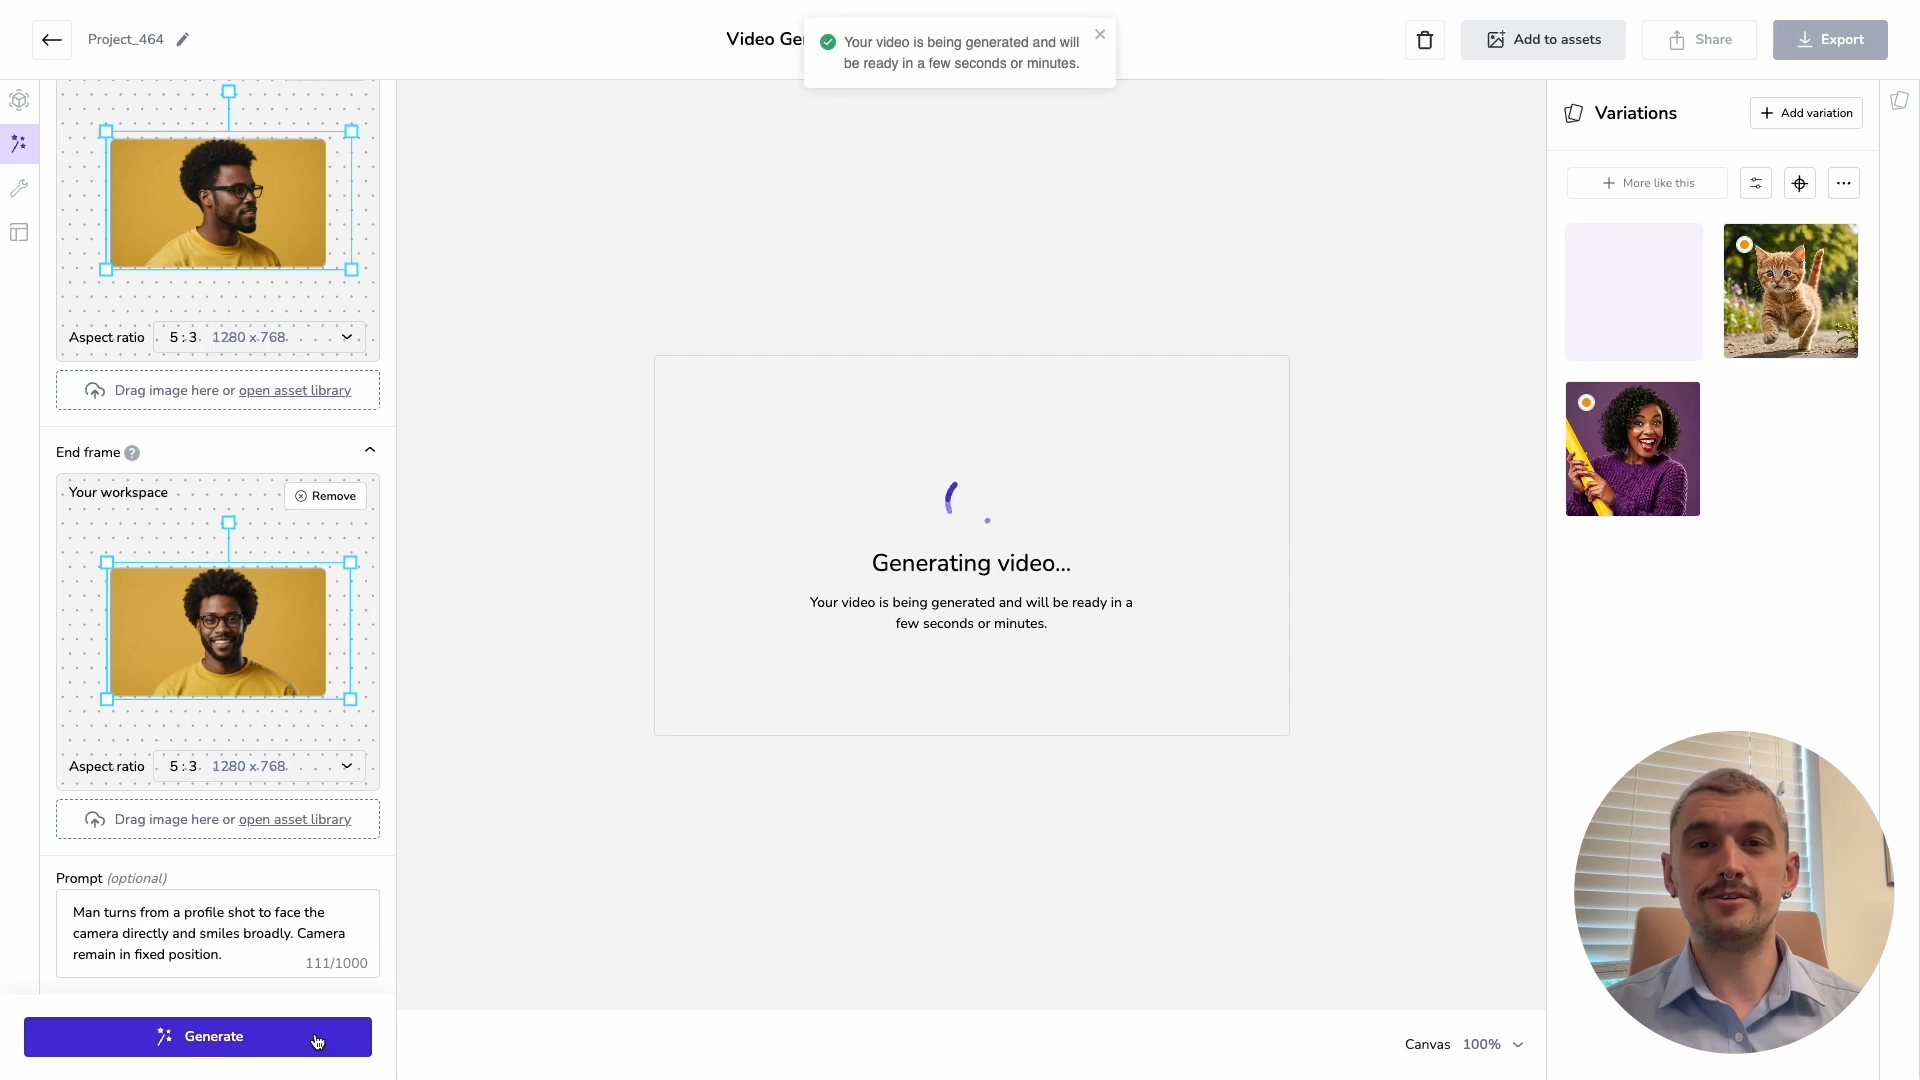 Project_464
Video Ge
Your video is being generated and will
be ready in a few seconds or minutes.
Add to assets
Share
Export
Aspect ratio
5 : 3 1280 x 768
Drag image here or open asset library
End frame ?
Your workspace
Remove
Aspect ratio
5 : 3 1280 x 768
Drag image here or open asset library
Prompt (optional)
Man turns from a profile shot to face the
camera directly and smiles broadly. Camera
remain in fixed position.
111/1000
Generate
Generating video...
Your video is being generated and will be ready in a
few seconds or minutes.
Canvas 100%
Variations
Add variation
More like this